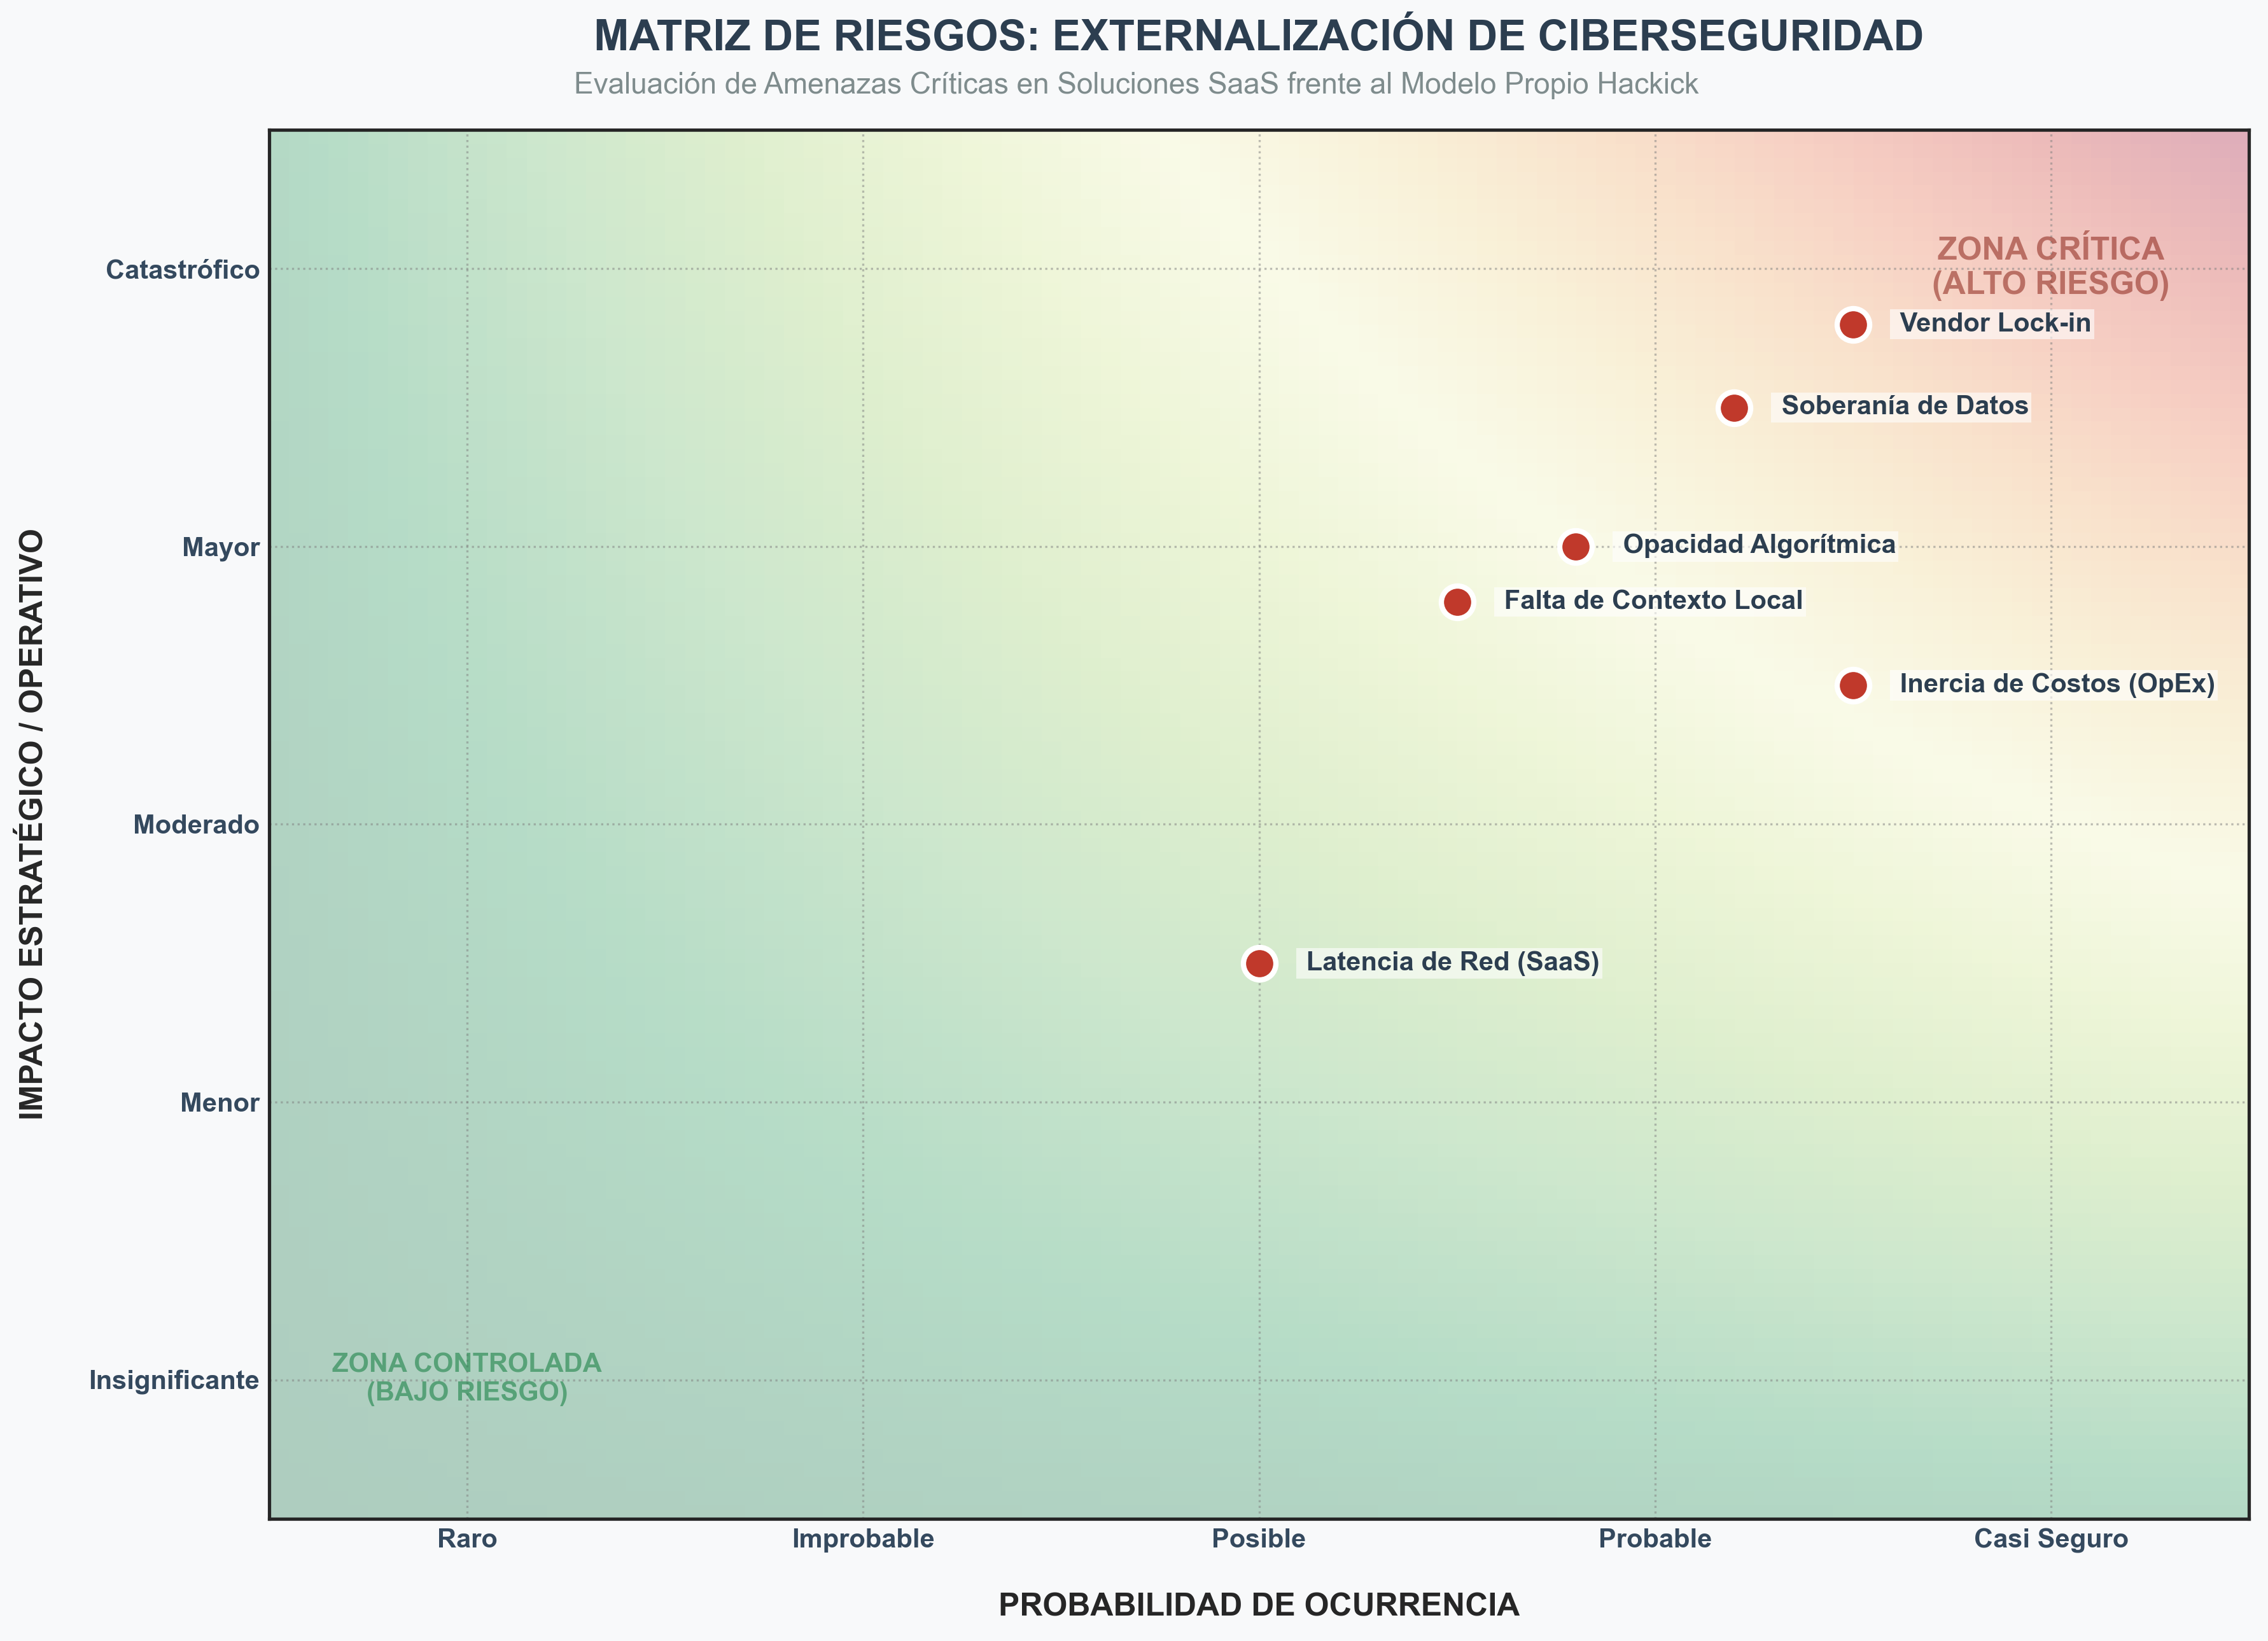 MATRIZ DE RIESGOS: EXTERNALIZACIÓN DE CIBERSEGURIDAD
Evaluación de Amenazas Críticas en Soluciones SaaS frente al Modelo Propio Hackick
ZONA CRÍTICA
(ALTO RIESGO)
Catastrófico
Vendor Lock-in
Soberanía de Datos
Mayor
Opacidad Algorítmica
Falta de Contexto Local
Inercia de Costos (OpEx)
IMPACTO ESTRATÉGICO / OPERATIVO
Moderado
Latencia de Red (SaaS)
Menor
Insignificante
ZONA CONTROLADA
(BAJO RIESGO)
Raro
Improbable
Posible
Probable
Casi Seguro
PROBABILIDAD DE OCURRENCIA